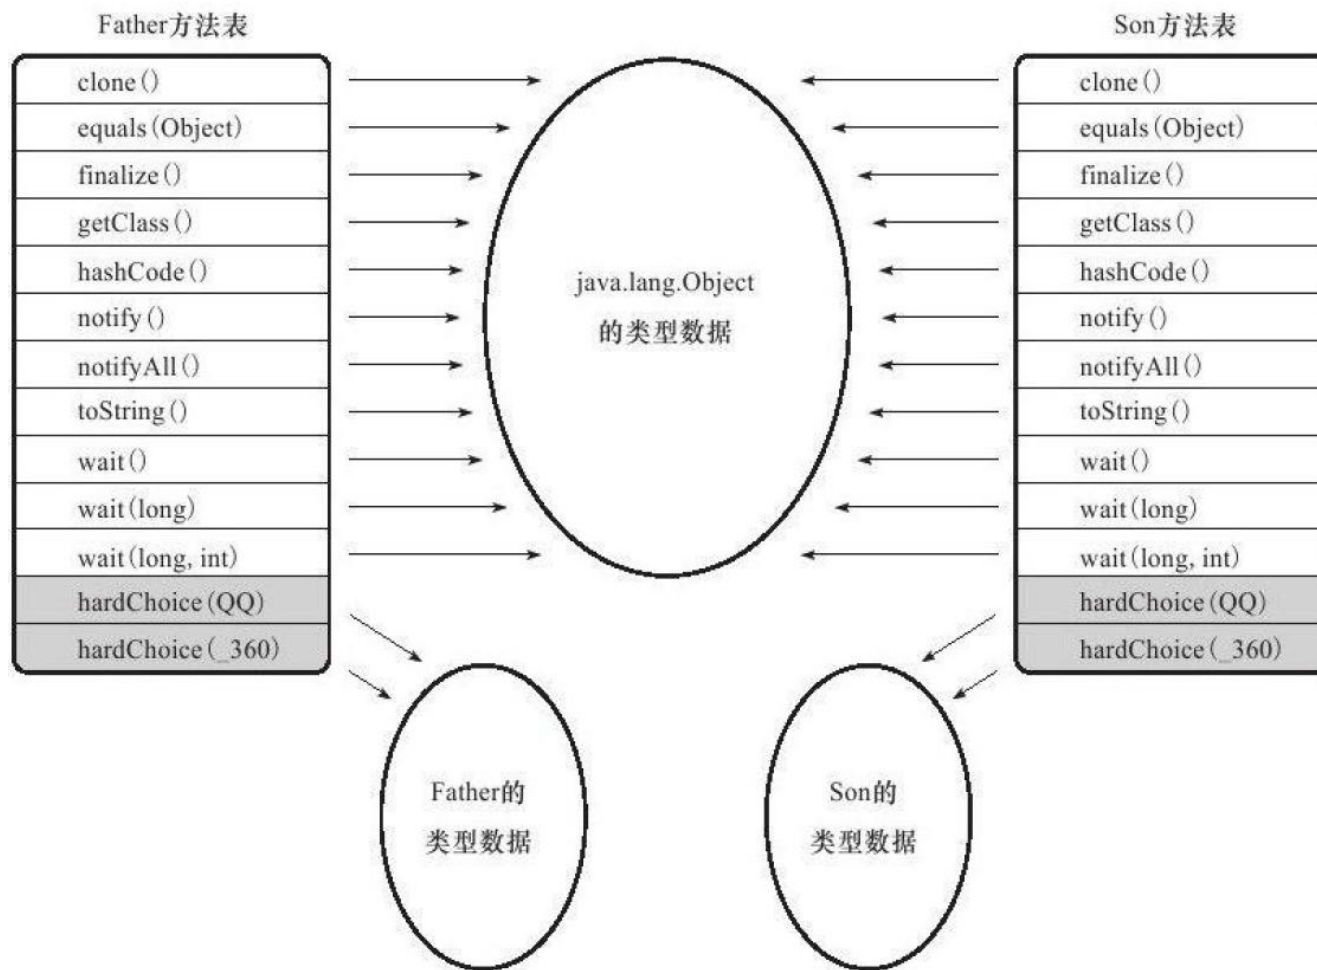 Father方法表
clone()
equals(Object)
finalize()
getClass()
hashCode()
notify()
notifyAll()
toString()
wait()
wait(long)
wait(long, int)
hardChoice(QQ)
hardChoice(_360)
java.lang.Object
的类型数据
Father的
类型数据
Son的
类型数据
Son方法表
clone()
equals(Object)
finalize()
getClass()
hashCode()
notify()
notifyAll()
toString()
wait()
wait(long)
wait(long, int)
hardChoice(QQ)
hardChoice(_360)